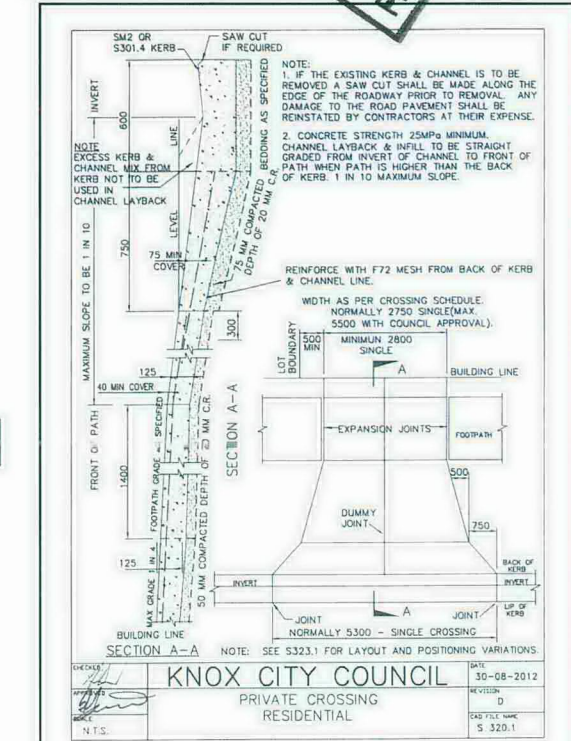 SM2 OR
S301.4 KERB
SAW CUT
IF REQUIRED
NOTE:
1. IF THE EXISTING KERB & CHANNEL IS TO BE
REMOVED A SAW CUT SHALL BE MADE ALONG THE
EDGE OF THE ROADWAY PRIOR TO REMOVAL. ANY
DAMAGE TO THE ROAD PAVEMENT SHALL BE
REINSTATED BY CONTRACTORS AT THEIR EXPENSE.
2. CONCRETE STRENGTH 25MPa MINIMUM.
CHANNEL LAYBACK & INFILL TO BE STRAIGHT
GRADED FROM INVERT OF CHANNEL TO FRONT OF
PATH WHEN PATH IS HIGHER THAN THE BACK
OF KERB. 1 IN 10 MAXIMUM SLOPE.
INVERT
600
LINE
BEDDING AS SPECIFIED
NOTE
EXCESS KERB &
CHANNEL MIX FROM
KERB NOT TO BE
USED IN
CHANNEL LAYBACK
LEVEL
750
75 MIN
COVER
75 MM COMPACTED
DEPTH OF 20 MM C.R.
MAXIMUM SLOPE TO BE 1 IN 10
REINFORCE WITH F72 MESH FROM BACK OF KERB
& CHANNEL LINE.
300
125
40 MIN COVER
SECTION A-A
FRONT OF PATH
1400
FOOTPATH GRADE - SPECIFIED
50 MM COMPACTED DEPTH OF 20 MM C.R.
125
MAX GRADE 1 IN 4
BUILDING LINE
SECTION A-A
WIDTH AS PER CROSSING SCHEDULE.
NORMALLY 2750 SINGLE(MAX.
5500 WITH COUNCIL APPROVAL).
LOT
BOUNDARY
500
MIN
MINIMUN 2800
SINGLE
A
BUILDING LINE
EXPANSION JOINTS
FOOTPATH
500
DUMMY
JOINT
750
BACK OF
KERB
INVERT
INVERT
LIP OF
KERB
JOINT
A
JOINT
NORMALLY 5300 - SINGLE CROSSING
NOTE: SEE S323.1 FOR LAYOUT AND POSITIONING VARIATIONS.
CHECKED
APPROVED
SCALE
N.T.S.
KNOX CITY COUNCIL
PRIVATE CROSSING
RESIDENTIAL
DATE
30-08-2012
REVISION
D
CAD FILE NAME
S 320.1